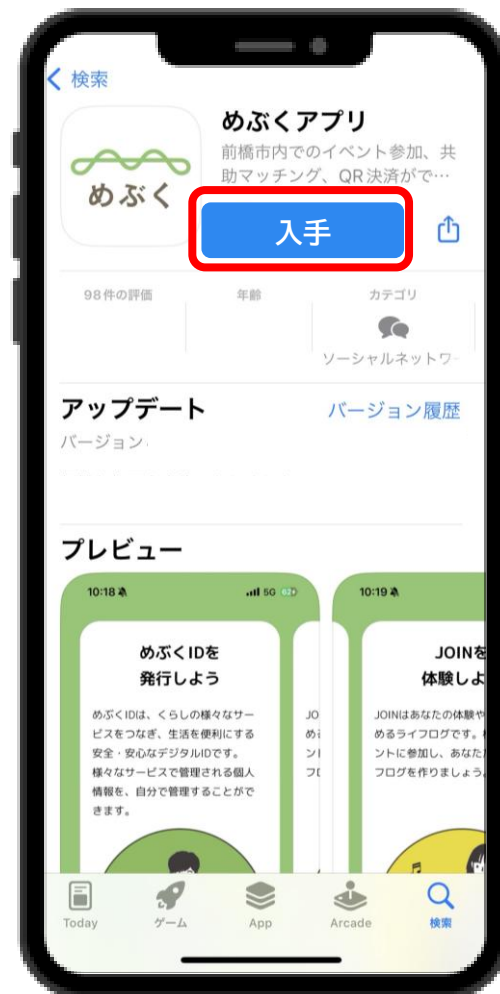 検索
めぶくアプリ
前橋市内でのイベント参加、共
助マッチング、QR決済がで…
めぶく
入手
98件の評価
年齢
カテゴリ
ソーシャルネットワ
アップデート
バージョン履歴
バージョン
プレビュー
10:18
5G
めぶくIDを
発行しよう
めぶくIDは、くらしの様々なサー
ビスをつなぎ、生活を便利にする
安全・安心なデジタルIDです。
様々なサービスで管理される個人
情報を、自分で管理することがで
きます。
10:19
JOINを
体験しよ
JOINはあなたの体験や
めるライフログです。
ントに参加し、あなた
フログを作りましょう。
Today
ゲーム
App
Arcade
検索